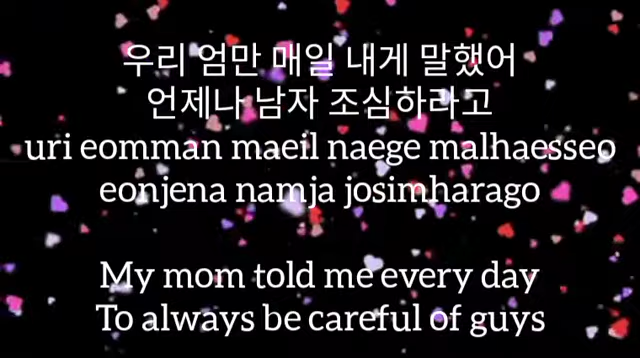 우리 엄만 매일 내게 말했어
언제나 남자 조심하라고
uri eomman maeil naege malhaesseo
eonjena namja josimharago
My mom told me every day
To always be careful of guys